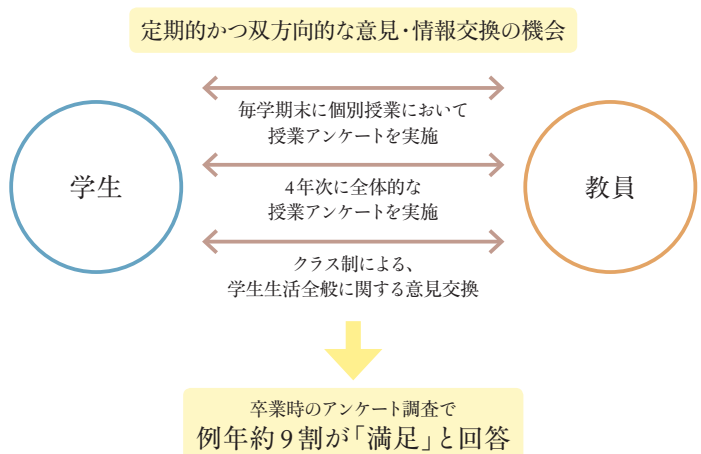 定期的かつ双方向的な意見・情報交換の機会
学生
毎学期末に個別授業において
授業アンケートを実施
4年次に全体的な
授業アンケートを実施
クラス制による、
学生生活全般に関する意見交換
教員
卒業時のアンケート調査で
例年約9割が「満足」と回答